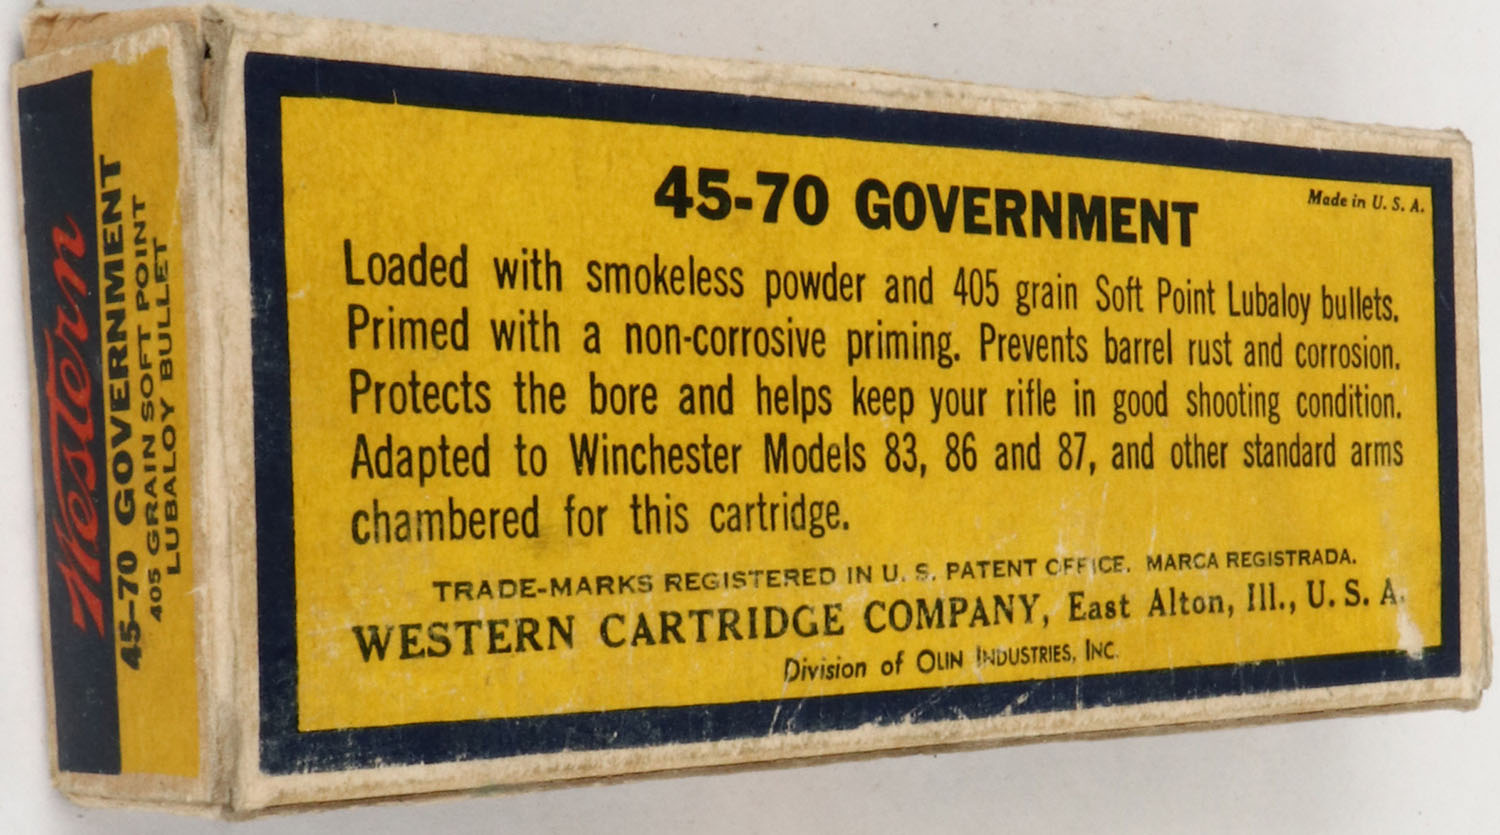 Western
45-70 GOVERNMENT
405 GRAIN SOFT POINT
LUBALOY BULLET
45-70 GOVERNMENT
Made in U. S. A.
Loaded with smokeless powder and 405 grain Soft Point Lubaloy bullets.
Primed with a non-corrosive priming. Prevents barrel rust and corrosion.
Protects the bore and helps keep your rifle in good shooting condition.
Adapted to Winchester Models 83, 86 and 87, and other standard arms
chambered for this cartridge.
TRADE-MARKS REGISTERED IN U. S. PATENT OFFICE. MARCA REGISTRADA.
WESTERN CARTRIDGE COMPANY, East Alton, Ill., U. S. A.
Division of OLIN INDUSTRIES, INC.